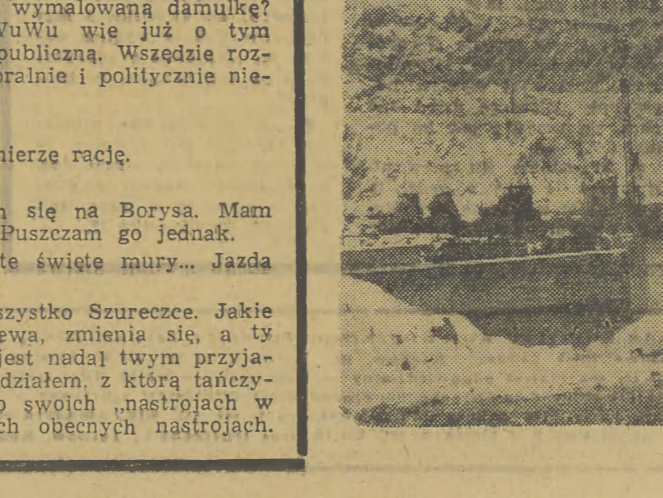 wymalowaną damulkę?
WuWu wie już o tym
publiczną. Wszędzie roz-
oralnie i politycznie nie-
mierzę rację.
się na Borysa. Mam
Puszczam go jednak.
te święte mury... Jazda
szystko Szureczce. Jakie
ewa, zmienia się, a ty
jest nadal twym przyja-
działem, z którą tańczy-
o swoich „nastrojach w
ch obecnych nastrojach.